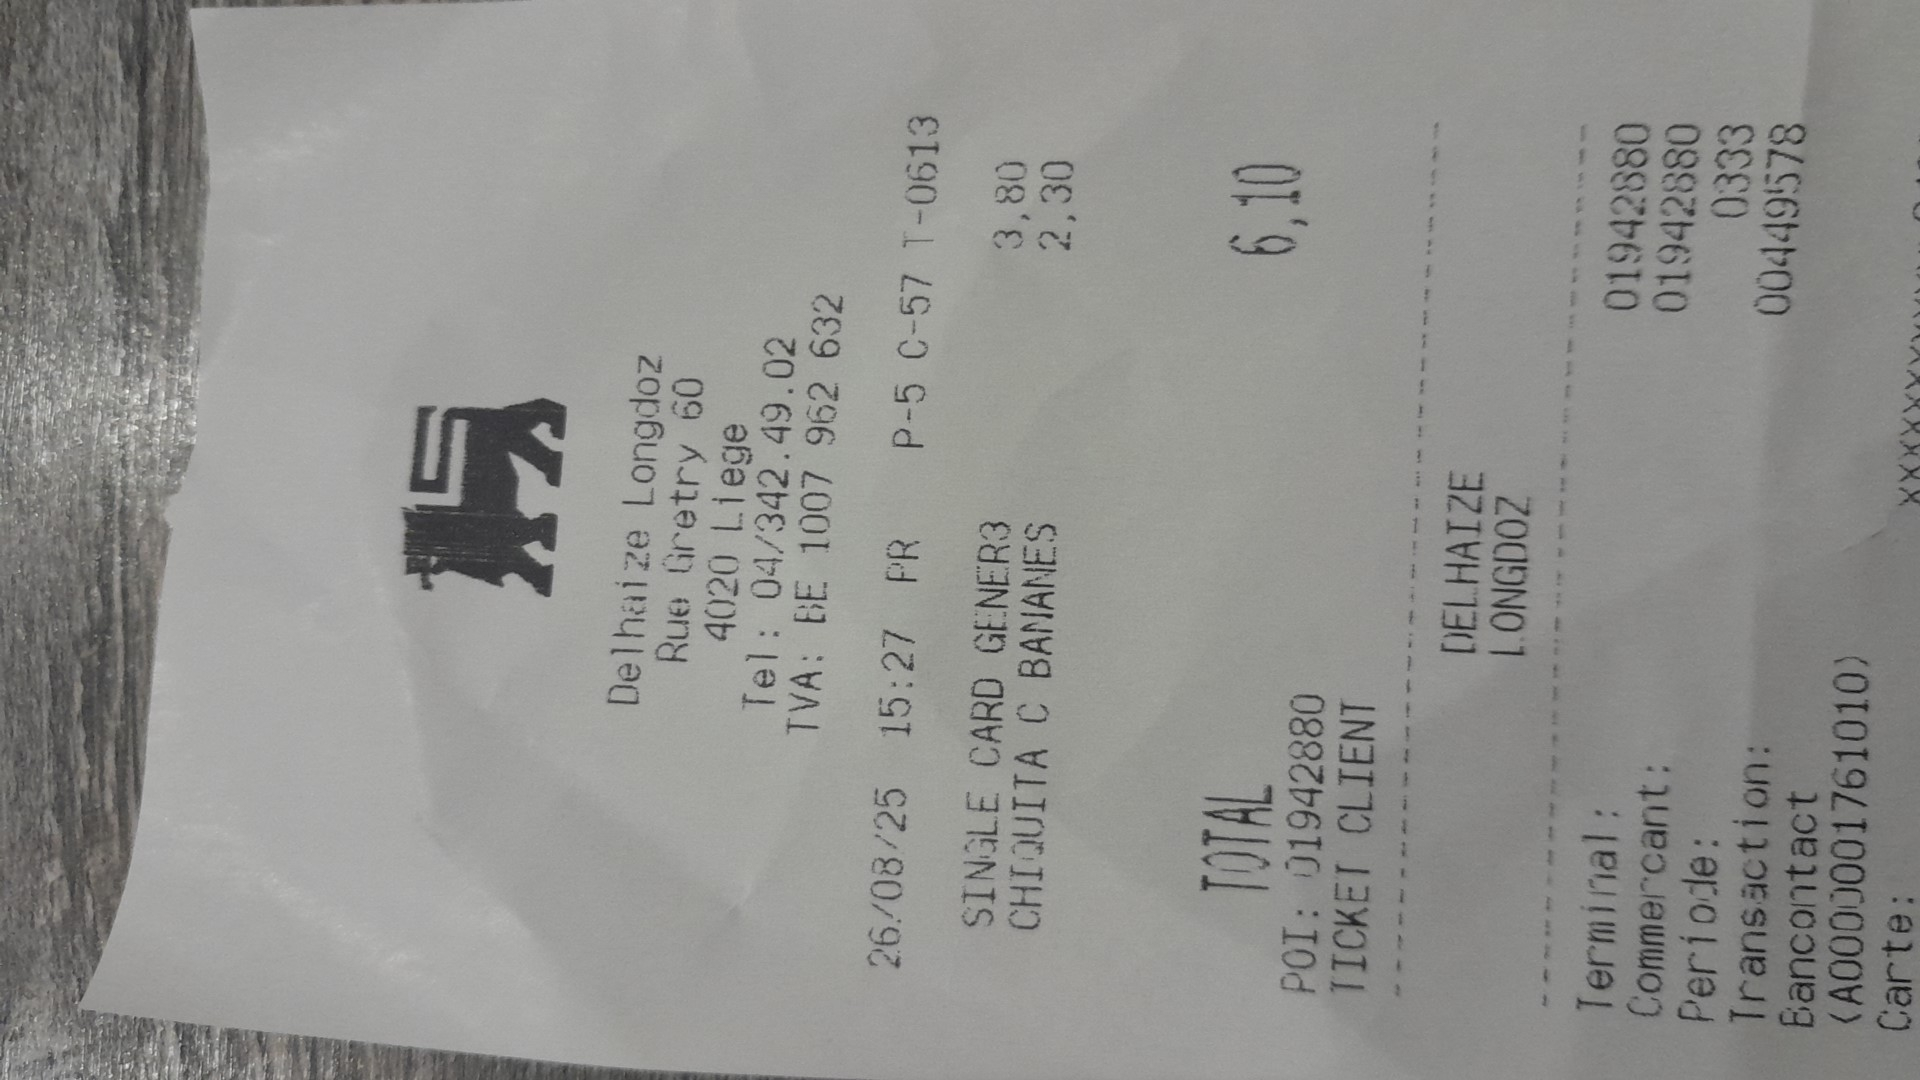 Delhaize Longdoz
Rue Gretry 60
4020 Liege
Tel: 04/342.49.02
TVA: BE 1007 962 632
26/08/25 15:27 PR P-5 C-57 T-0613
SINGLE CARD GENER3 3,80
CHIQUITA C BANANES 2,30
TOTAL 6,10
POI: 01942880
TICKET CLIENT
DELHAIZE
LONGDOZ
Terminal: 01942880
Commercant: 01942880
Periode: 0333
Transaction: 00449578
Bancontact
(A0000001761010)
Carte: